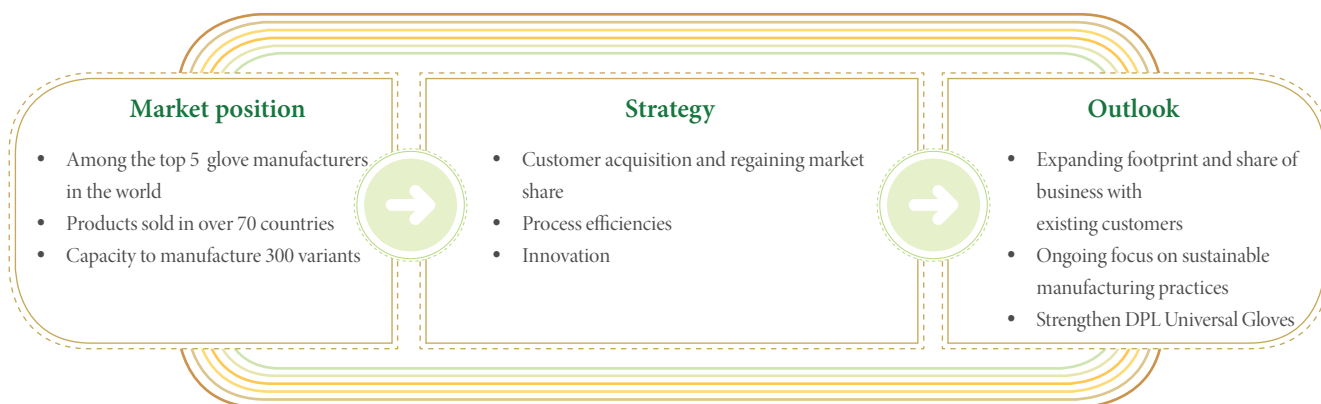 Market position
• Among the top 5 glove manufacturers
in the world
• Products sold in over 70 countries
• Capacity to manufacture 300 variants
Strategy
• Customer acquisition and regaining market
share
• Process efficiencies
• Innovation
Outlook
• Expanding footprint and share of
business with
existing customers
• Ongoing focus on sustainable
manufacturing practices
• Strengthen DPL Universal Gloves